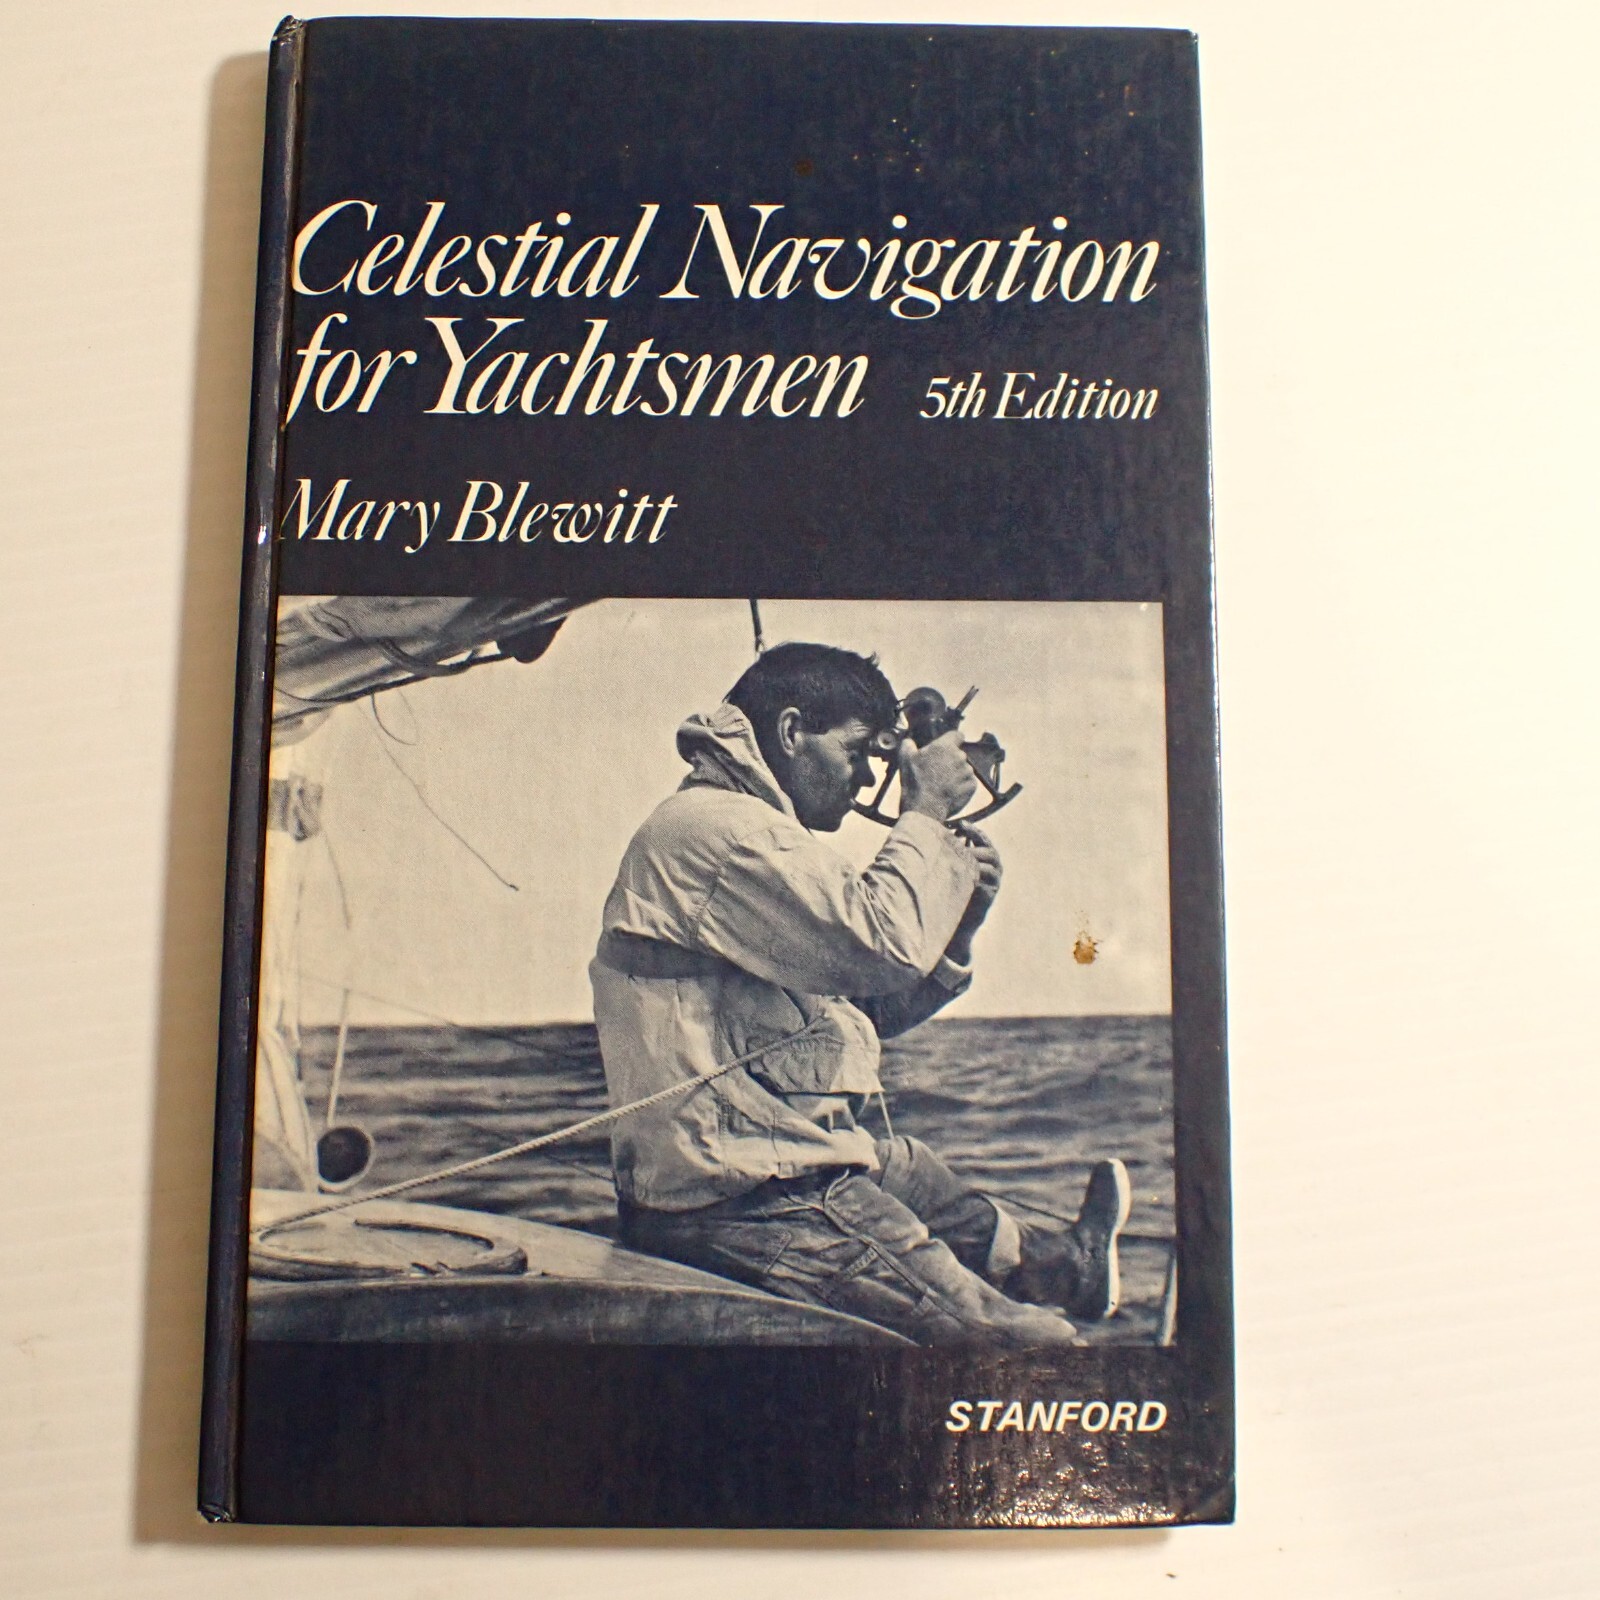 Celestial Navigation
for Yachtsmen 5th Edition
Mary Blewitt
STANFORD